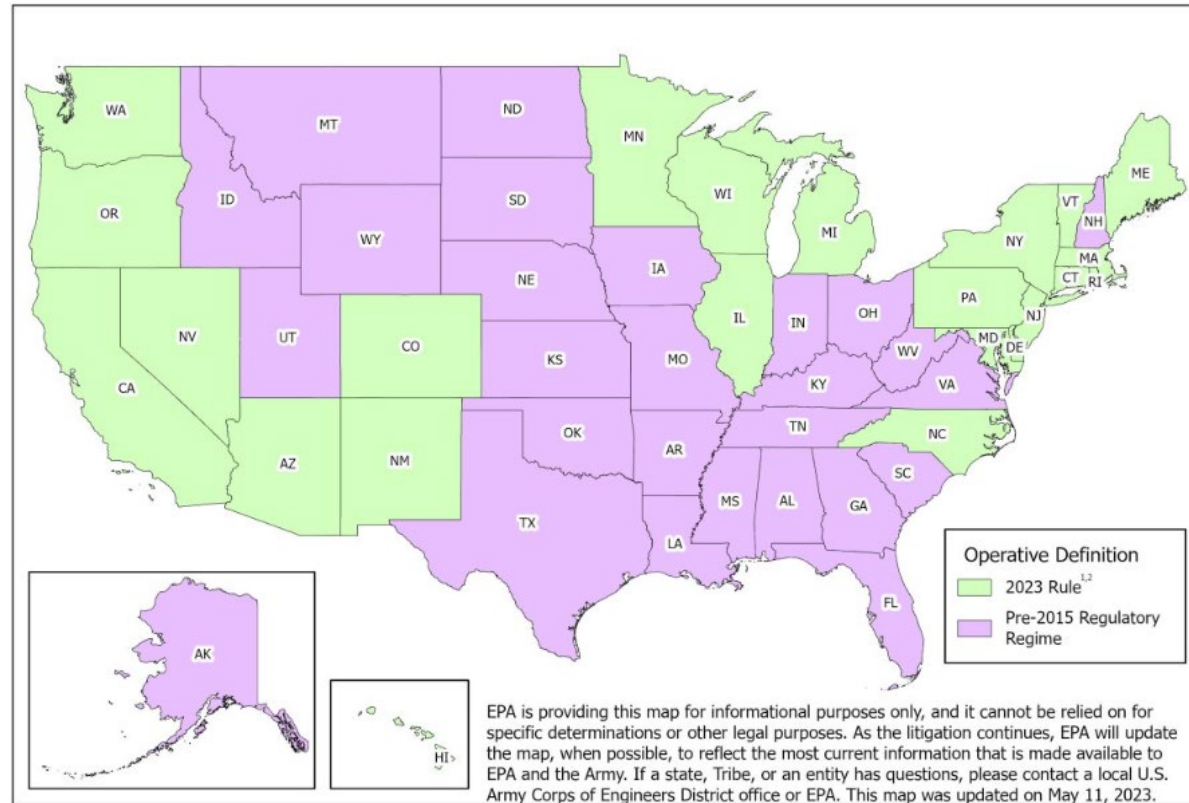 WA
MT
ND
MN
ME
OR
ID
SD
WI
VT
NH
WY
MI
NY
MA
CT
RI
IA
NE
PA
NJ
NV
UT
CO
IL
IN
OH
MD
DE
WV
KS
MO
VA
CA
KY
NC
TN
AZ
NM
OK
AR
SC
MS
AL
GA
TX
LA
FL
AK
HI
Operative Definition
2023 Rule1,2
Pre-2015 Regulatory
Regime
EPA is providing this map for informational purposes only, and it cannot be relied on for
specific determinations or other legal purposes. As the litigation continues, EPA will update
the map, when possible, to reflect the most current information that is made available to
EPA and the Army. If a state, Tribe, or an entity has questions, please contact a local U.S.
Army Corps of Engineers District office or EPA. This map was updated on May 11, 2023.